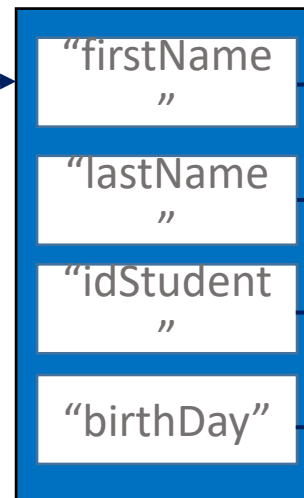 “firstName
”
“lastName
”
“idStudent
”
“birthDay”